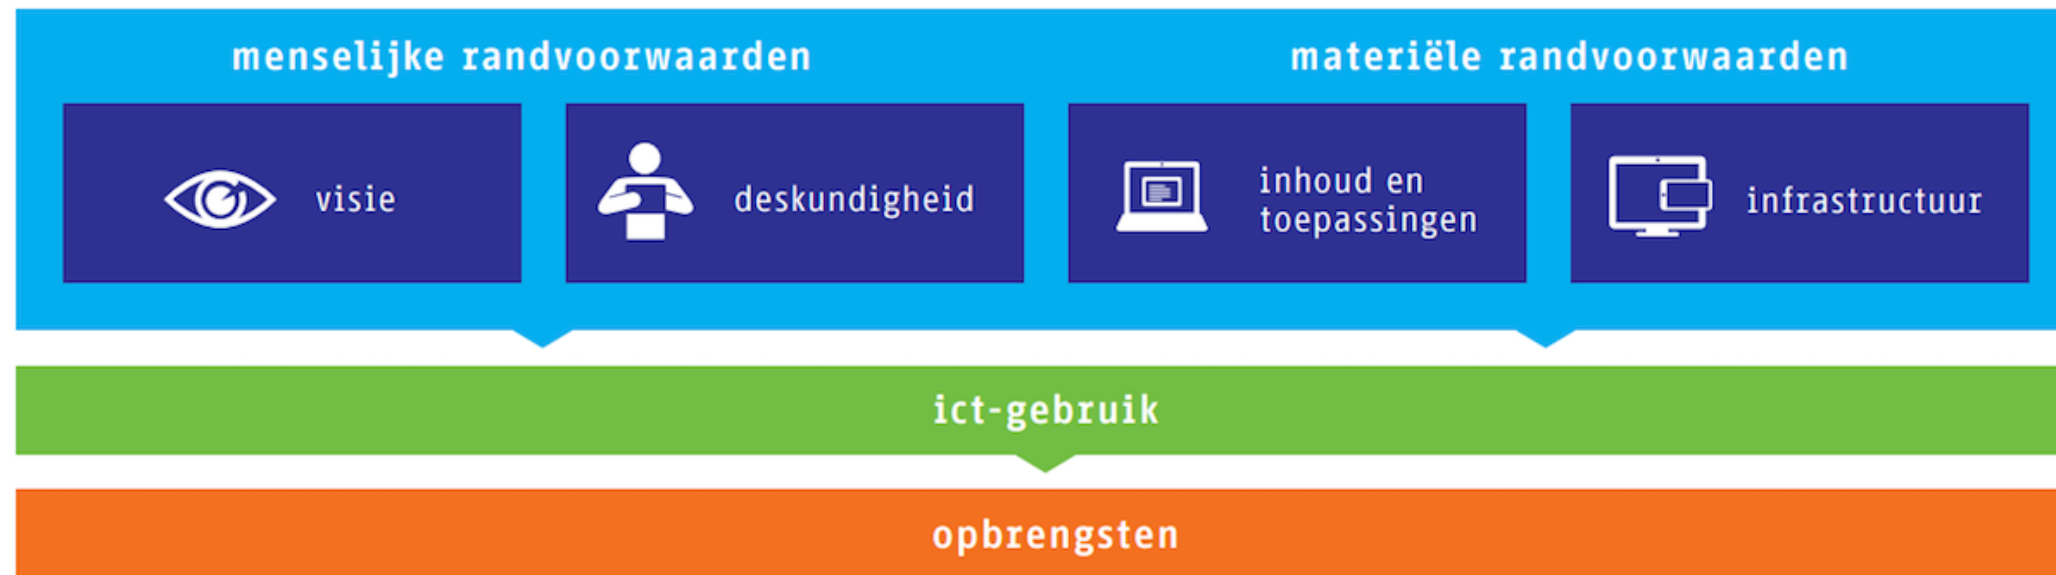 menselijke randvoorwaarden
materiële randvoorwaarden
visie
deskundigheid
inhoud en
toepassingen
infrastructuur
ict-gebruik
opbrengsten